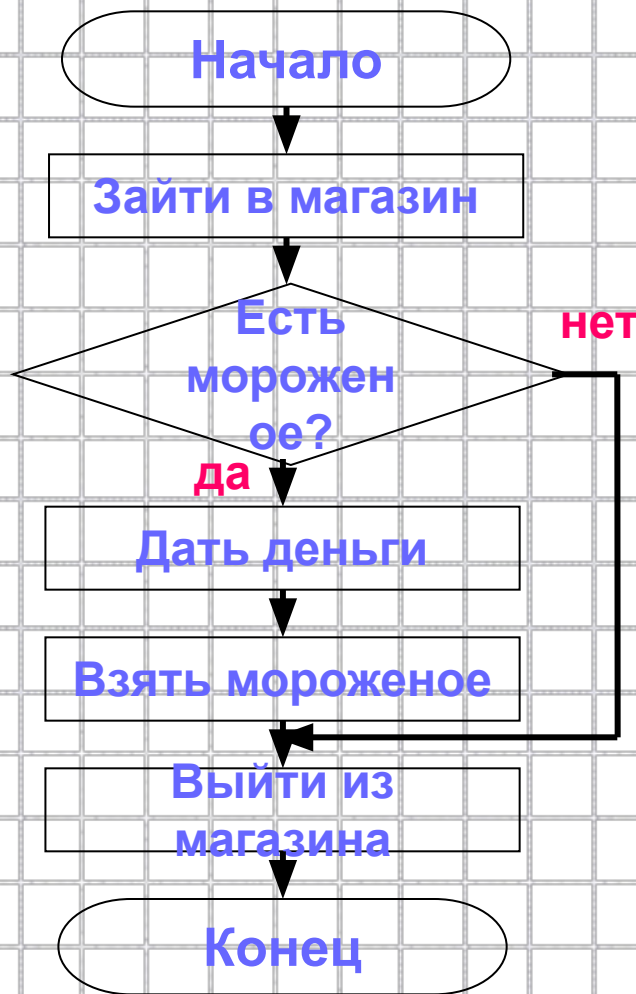 Начало
Зайти в магазин
Есть
морожен
ое?
нет
да
Дать деньги
Взять мороженое
Выйти из
магазина
Конец